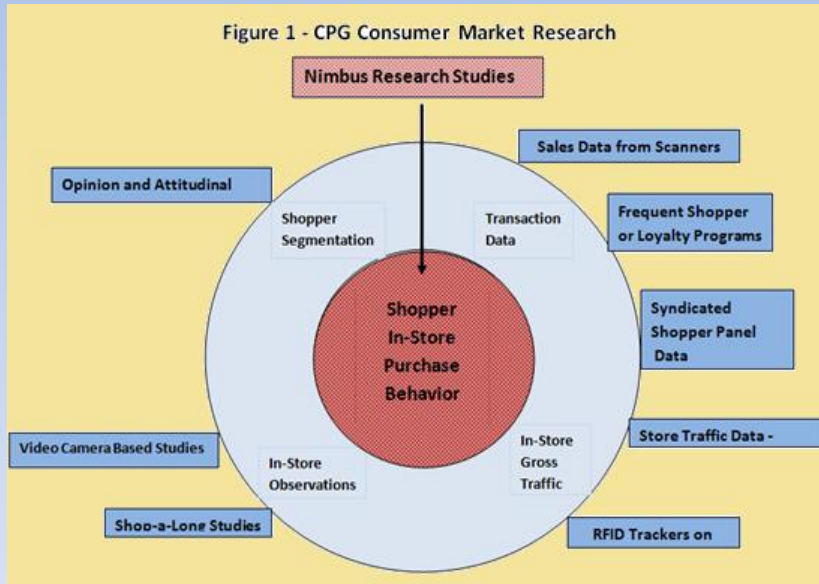 Figure 1 - CPG Consumer Market Research
Nimbus Research Studies
Sales Data from Scanners
Opinion and Attitudinal
Shopper
Segmentation
Transaction
Data
Frequent Shopper
or Loyalty Programs
Shopper
In-Store
Purchase
Behavior
Syndicated
Shopper Panel
Data
Video Camera Based Studies
In-Store
Observations
In-Store
Gross
Traffic
Store Traffic Data -
Shop-a-Long Studies
RFID Trackers on